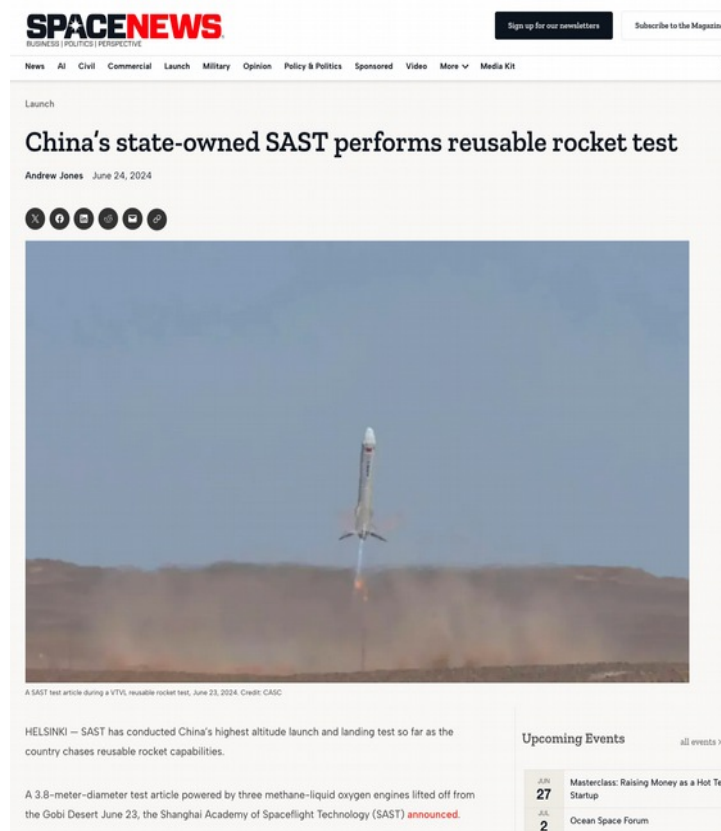 SPACENEWS
BUSINESS | POLITICS | PERSPECTIVE
Sign up for our newsletters
Subscribe to the Magazin
News AI Civil Commercial Launch Military Opinion Policy & Politics Sponsored Video More Media Kit
Launch
China's state-owned SAST performs reusable rocket test
Andrew Jones June 24, 2024
A SAST test article during a VTVL reusable rocket test, June 23, 2024. Credit: CASC
HELSINKI — SAST has conducted China's highest altitude launch and landing test so far as the
country chases reusable rocket capabilities.
A 3.8-meter-diameter test article powered by three methane-liquid oxygen engines lifted off from
the Gobi Desert June 23, the Shanghai Academy of Spaceflight Technology (SAST) announced.
Upcoming Events
all events
JUN
27
Masterclass: Raising Money as a Hot Te
Startup
JUL
2
Ocean Space Forum